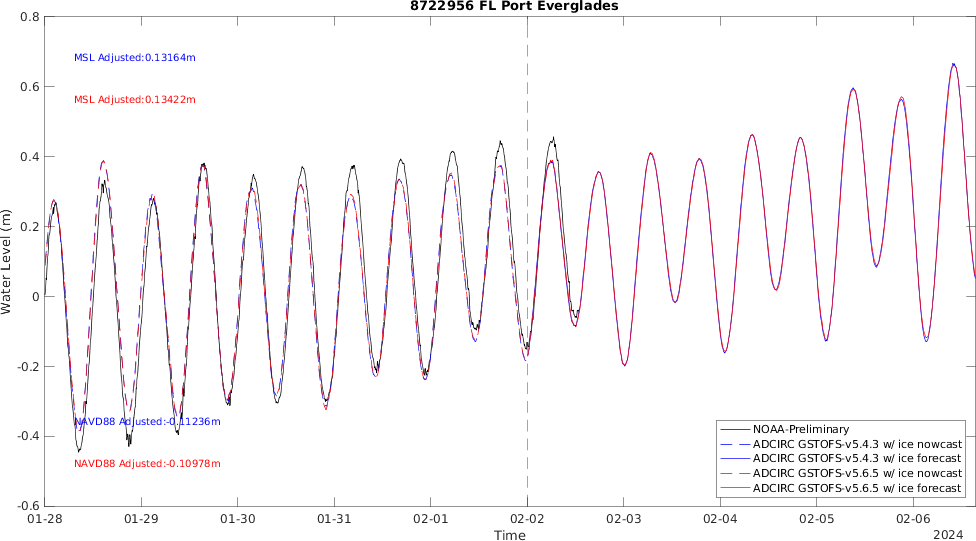 8722956 FL Port Everglades
MSL Adjusted:0.13164m
MSL Adjusted:0.13422m
NAVD88 Adjusted:-0.11236m
NAVD88 Adjusted:-0.10978m
Water Level (m)
0.8
0.6
0.4
0.2
0
-0.2
-0.4
-0.6
NOAA-Preliminary
ADCIRC GSTOFS-v5.4.3 w/ ice nowcast
ADCIRC GSTOFS-v5.4.3 w/ ice forecast
ADCIRC GSTOFS-v5.6.5 w/ ice nowcast
ADCIRC GSTOFS-v5.6.5 w/ ice forecast
01-28 01-29 01-30 01-31 02-01 02-02 02-03 02-04 02-05 02-06
Time
2024